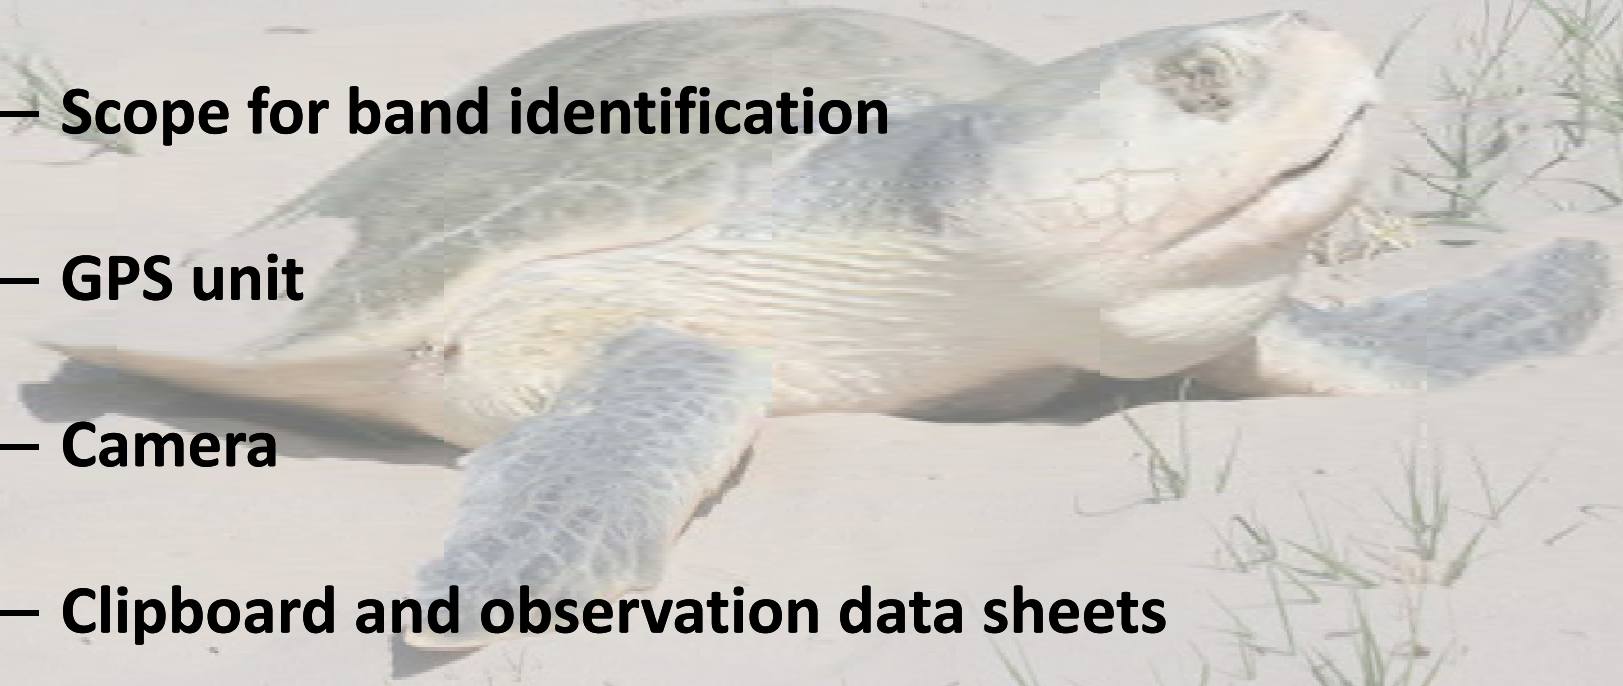 – Scope for band identification
– GPS unit
– Camera
– Clipboard and observation data sheets